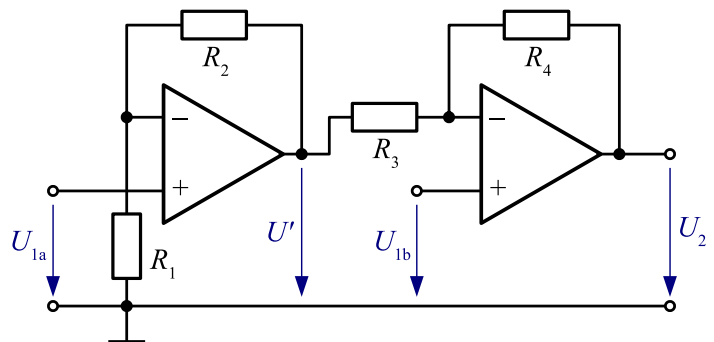 R2
R4
−
−
R3
+
+
U1a
U′
U1b
U2
R1